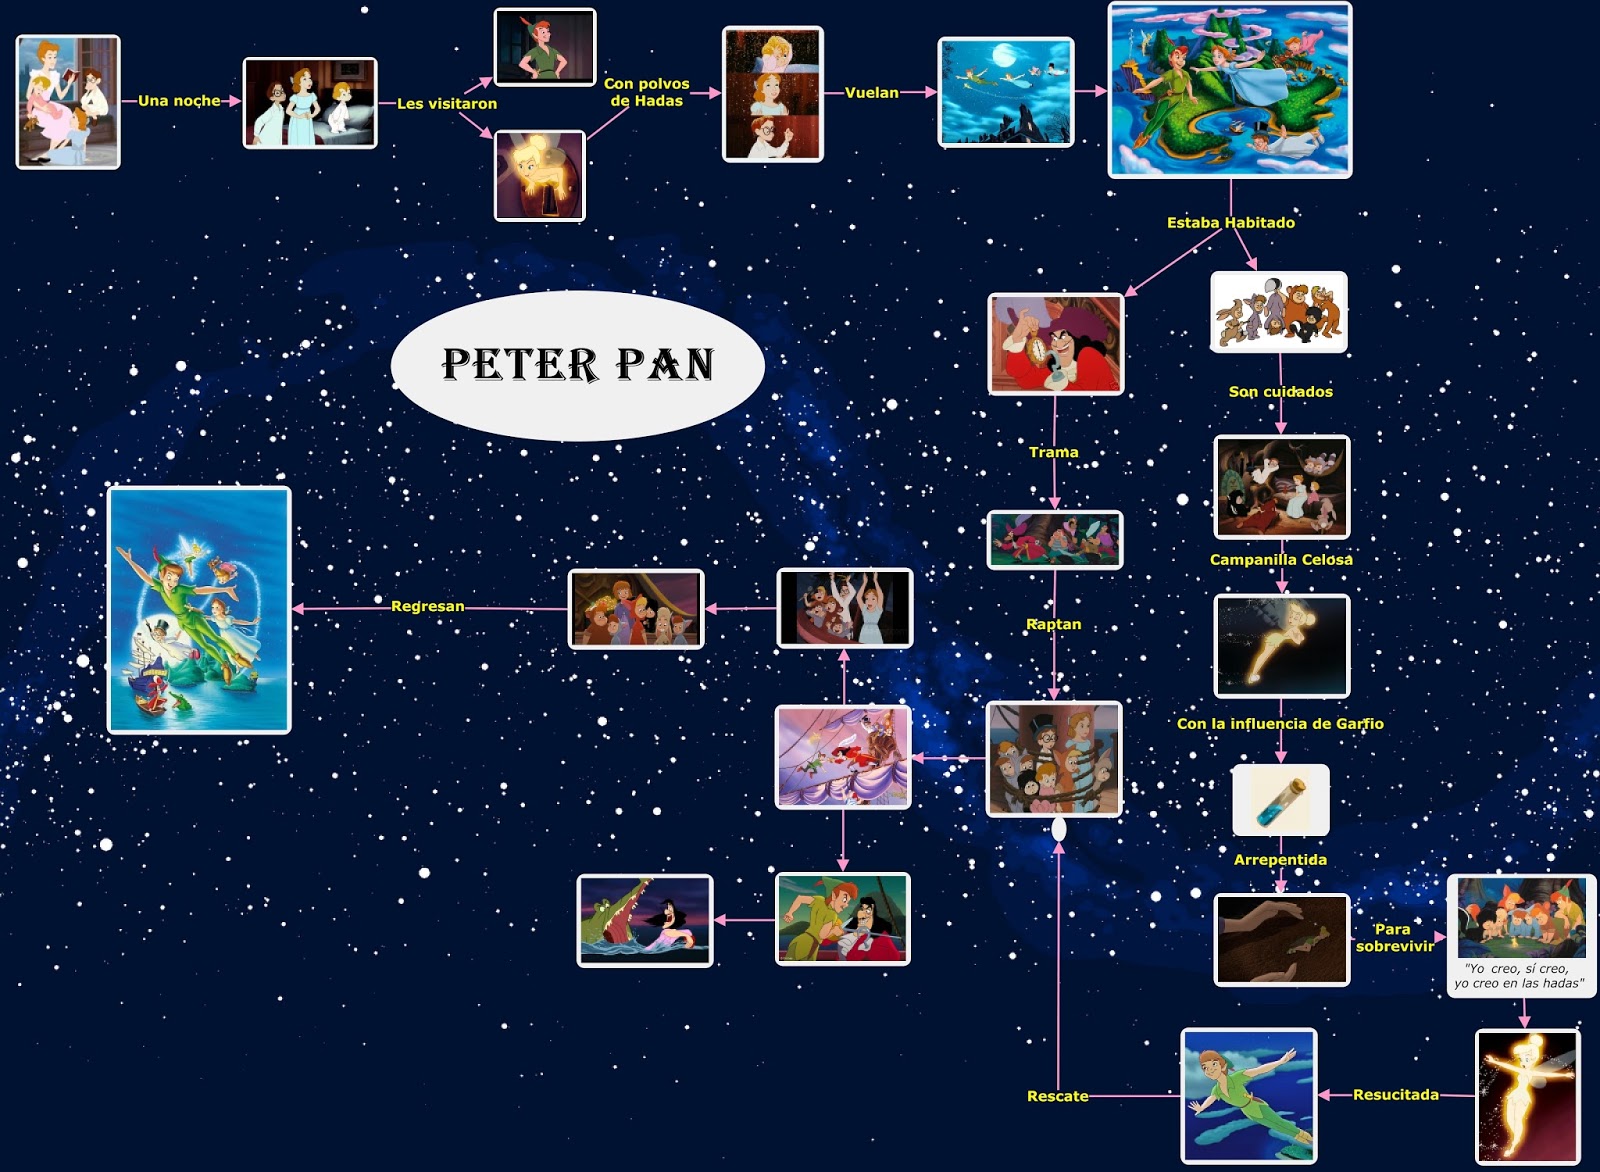 Una noche
Les visitaron
Con polvos
de Hadas
Vuelan
Estaba Habitado
PETER PAN
Son cuidados
Trama
Campanilla Celosa
Regresan
Raptan
Con la influencia de Garfio
Arrepentida
Para
sobrevivir
"Yo creo, sí creo,
yo creo en las hadas"
Resucitada
Rescate